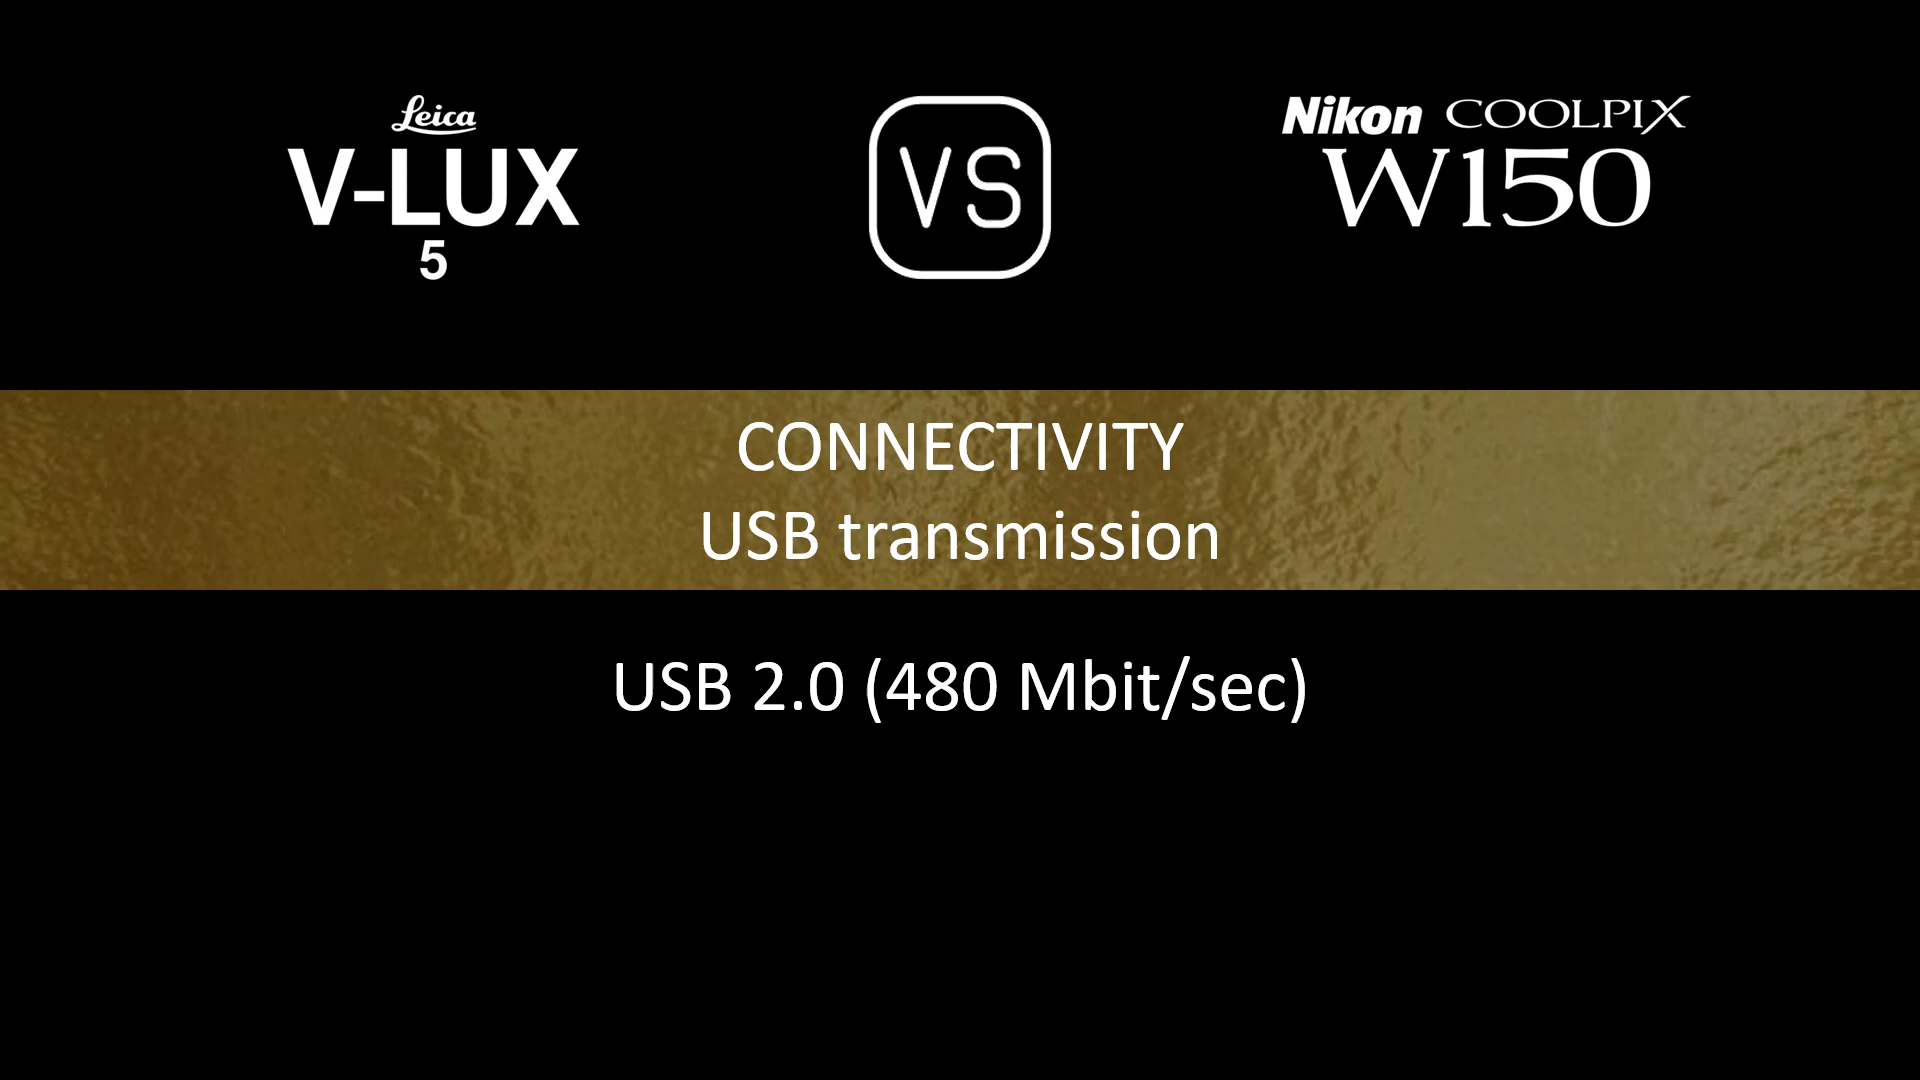 Leica
V-LUX
5
VS
Nikon COOLPIX
W150
CONNECTIVITY
USB transmission
USB 2.0 (480 Mbit/sec)